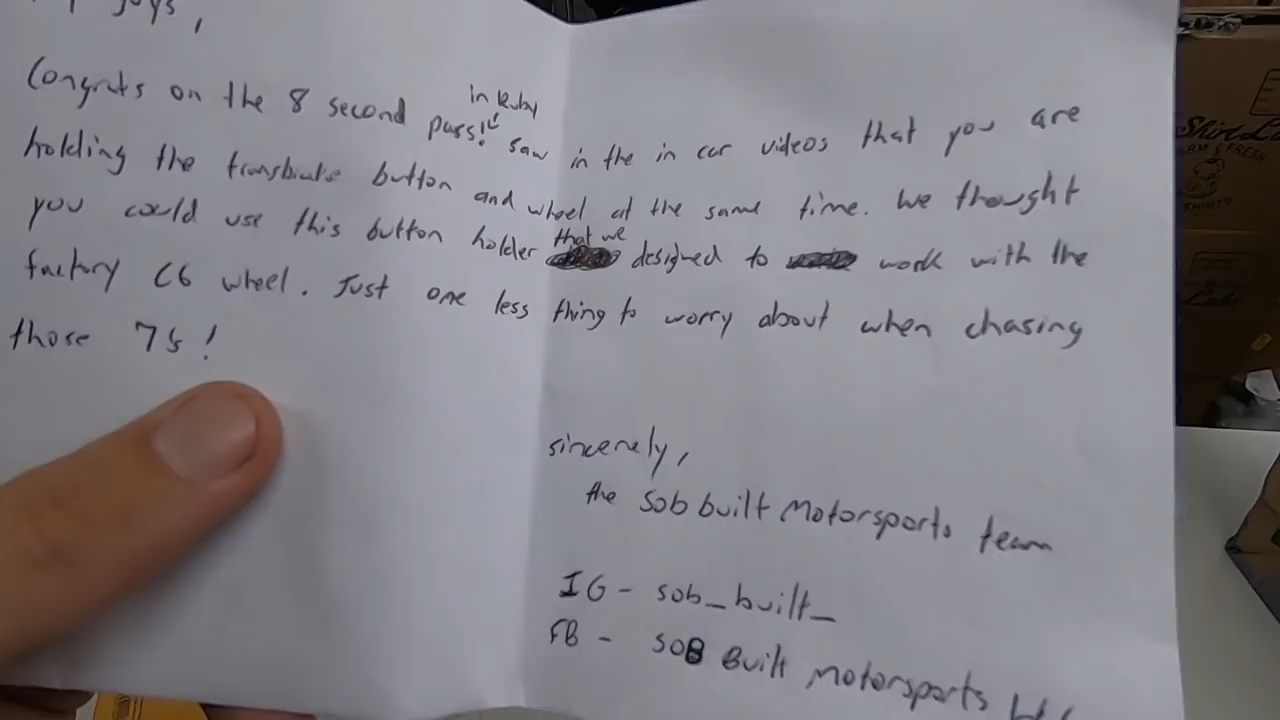 guys,
Congrats on the 8 second pass!! in Ruby saw in the in car videos that you are
holding the transbrake button and wheel at the same time. We thought
you could use this button holder that we designed to work with the
factory C6 wheel. Just one less thing to worry about when chasing
those 7s!
sincerely,
the Sob built Motorsports team
IG - sob_built_
FB - SOB Built Motorsports